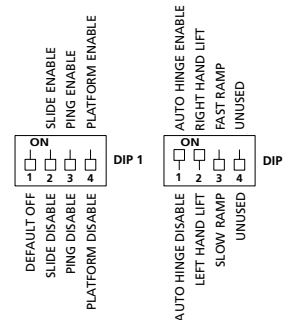 SLIDE ENABLE
PING ENABLE
PLATFORM ENABLE
ON
1 2 3 4
DIP 1
DEFAULT OFF
SLIDE DISABLE
PING DISABLE
PLATFORM DISABLE
AUTO HINGE ENABLE
RIGHT HAND LIFT
FAST RAMP
UNUSED
ON
1 2 3 4
DIP
AUTO HINGE DISABLE
LEFT HAND LIFT
SLOW RAMP
UNUSED